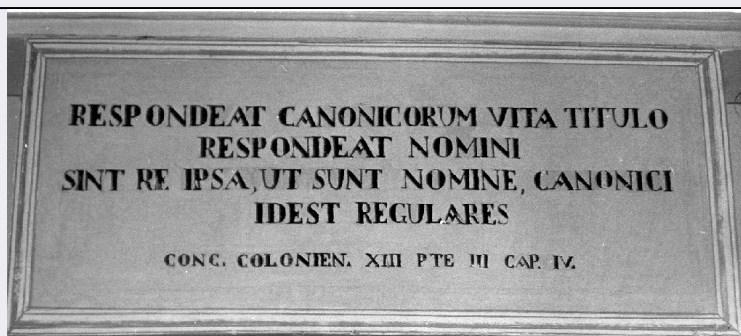 RESPONDEAT CANONICORUM VITA TITULO
RESPONDEAT NOMINI
SINT RE IPSA, UT SUNT NOMINE, CANONICI
IDEST REGULARES
CONC. COLONIEN. XIII PTE III CAP. IV.